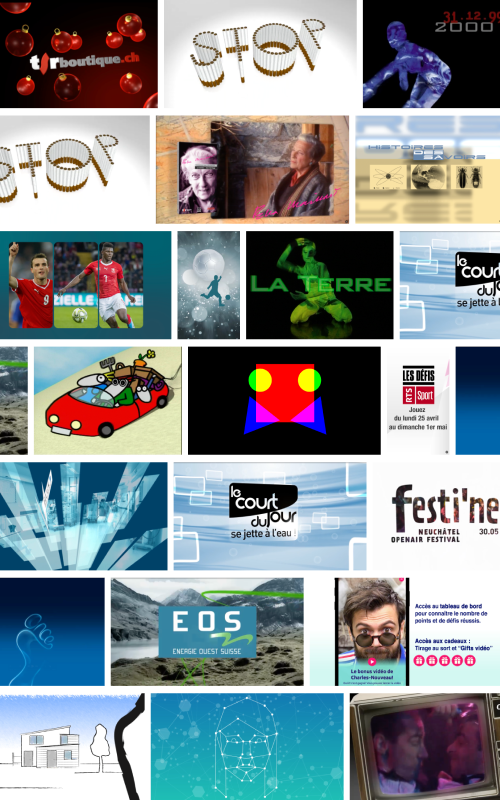 torboutique.ch
STOP
31.12.99
2000
STOP
HISTOIRES
DES
SAVOIRS
9
7
LA TERRE
le
court
du jour
se jette à l'
LES DÉFIS
RTS Sport
Jouez
du lundi 25 avril
au dimanche 1er mai
le
court
du jour
se jette à l'eau !
festi'ne
NEUCHÂTEL
OPENAIR FESTIVAL
30.05
EOS
ENERGIE OUEST SUISSE
Le bonus vidéo de
Charles-Nouveau!
Accès au tableau de bord
pour connaître le nombre de
points et de défis réussis.
Accès aux cadeaux :
Tirage au sort et "Gifts vidéo"